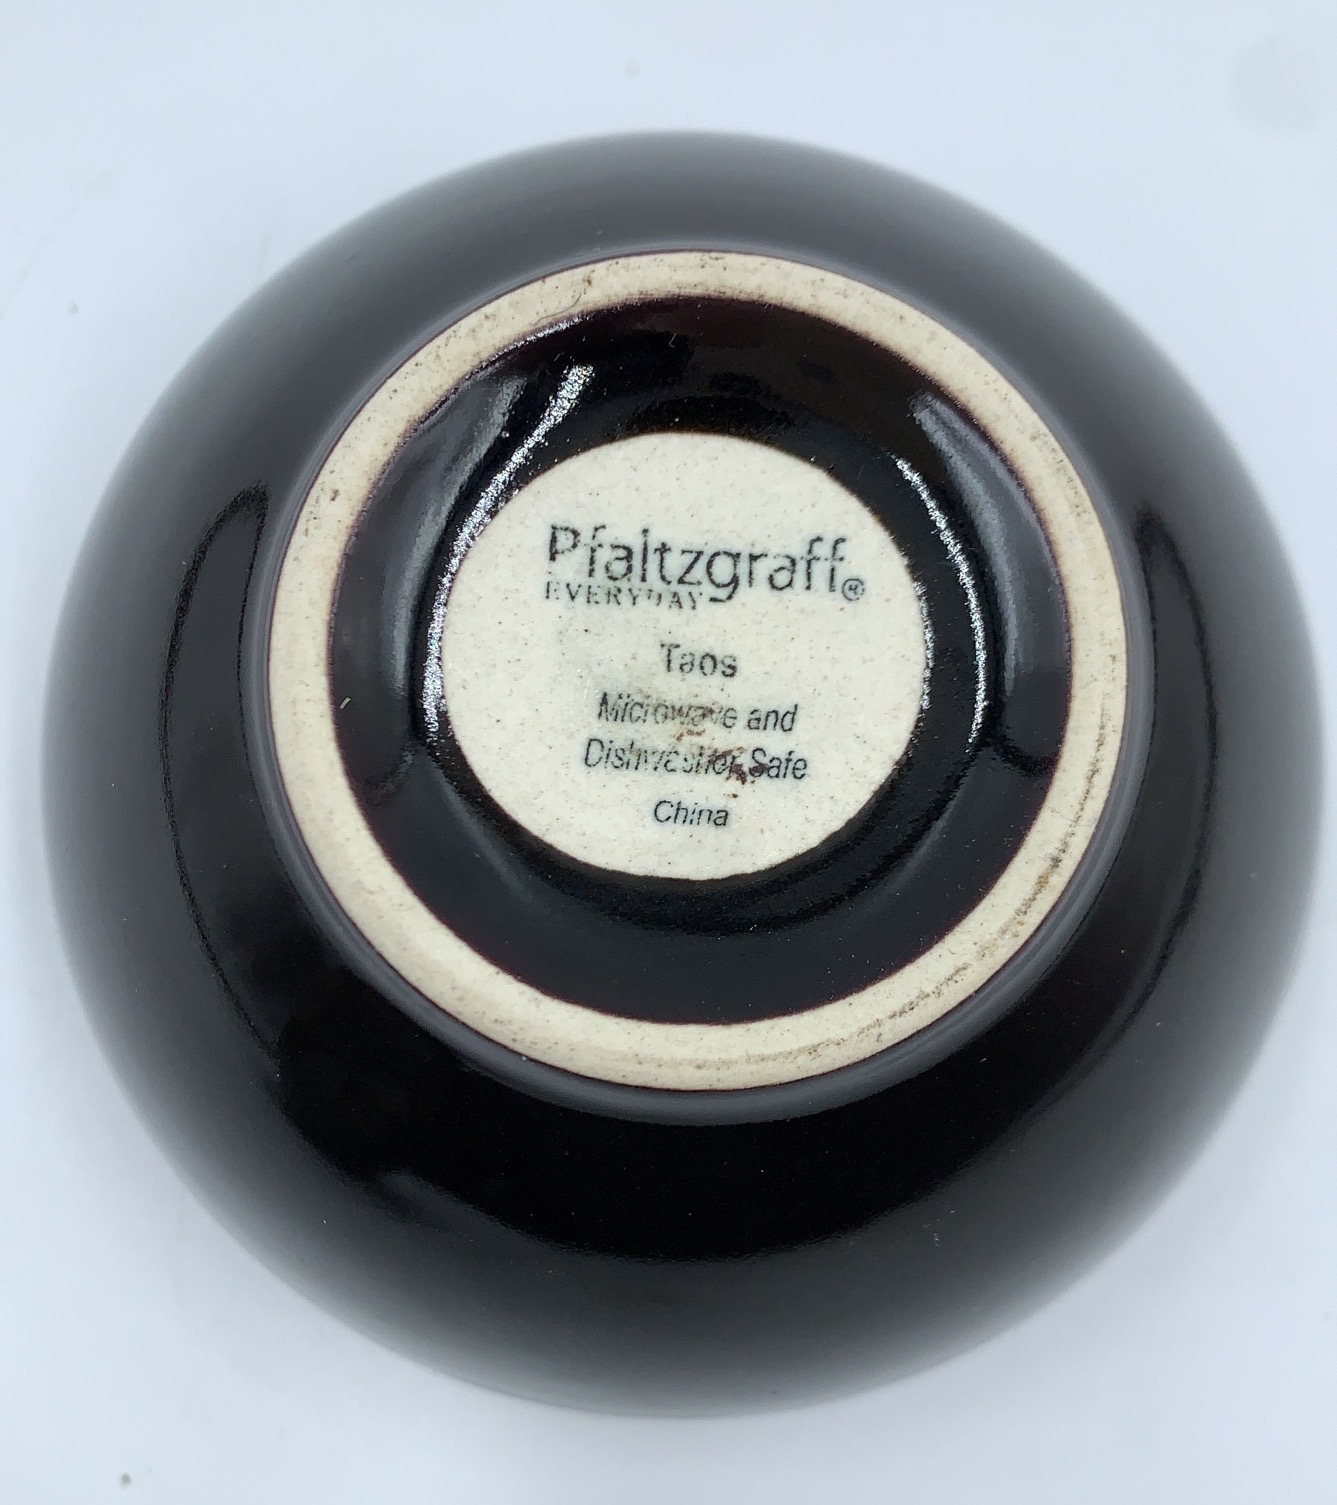 Pfaltzgraff®
EVERYDAY
Taos
Microwave and
Dishwasher Safe
China